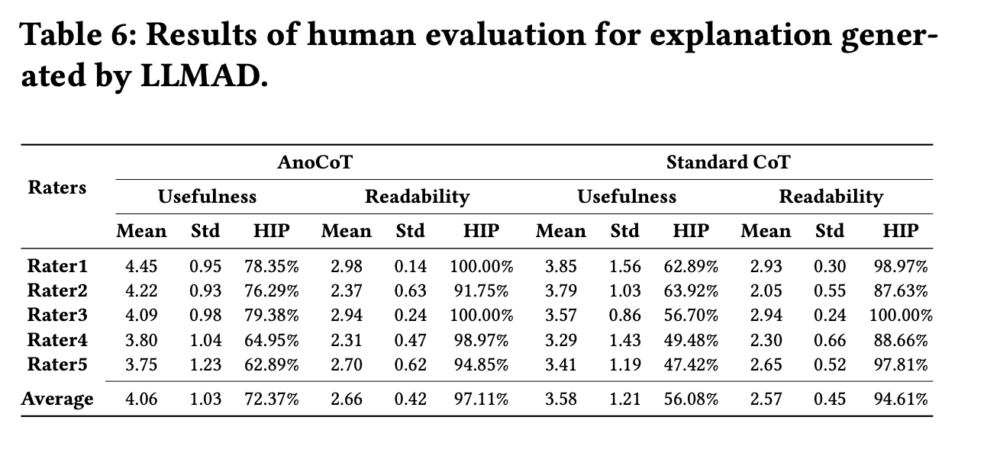 Table 6: Results of human evaluation for explanation gener-
ated by LLMAD.
AnoCoT Standard CoT
Raters
Usefulness Readability Usefulness Readability
Mean Std HIP Mean Std HIP Mean Std HIP Mean Std HIP
Rater1 4.45 0.95 78.35% 2.98 0.14 100.00% 3.85 1.56 62.89% 2.93 0.30 98.97%
Rater2 4.22 0.93 76.29% 2.37 0.63 91.75% 3.79 1.03 63.92% 2.05 0.55 87.63%
Rater3 4.09 0.98 79.38% 2.94 0.24 100.00% 3.57 0.86 56.70% 2.94 0.24 100.00%
Rater4 3.80 1.04 64.95% 2.31 0.47 98.97% 3.29 1.43 49.48% 2.30 0.66 88.66%
Rater5 3.75 1.23 62.89% 2.70 0.62 94.85% 3.41 1.19 47.42% 2.65 0.52 97.81%
Average 4.06 1.03 72.37% 2.66 0.42 97.11% 3.58 1.21 56.08% 2.57 0.45 94.61%